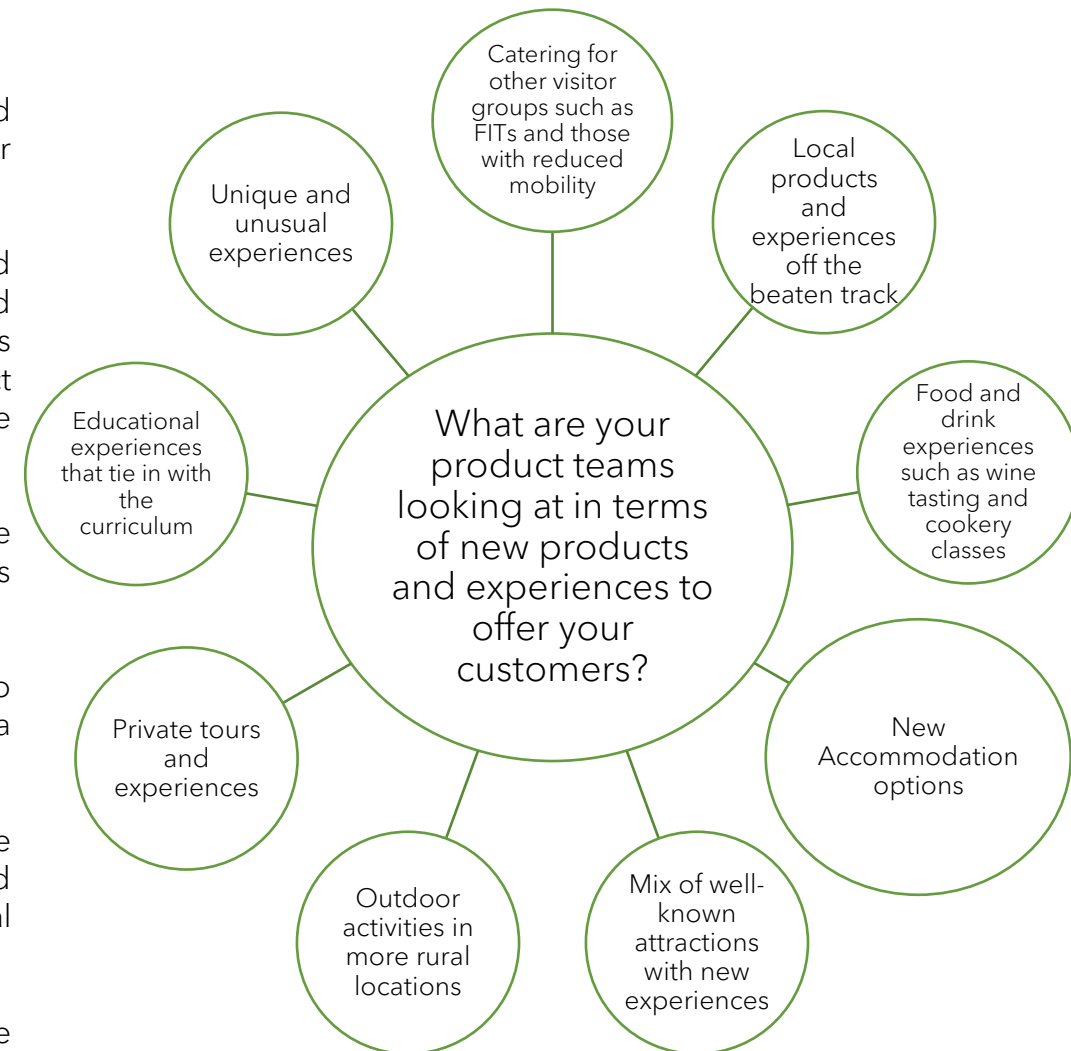 d
r
d
d
s
ct
e
e
s
o
a
e
d
al
e
Catering for
other visitor
groups such as
FITs and those
with reduced
mobility
Local
products
and
experiences
off the
beaten track
Food and
drink
experiences
such as wine
tasting and
cookery
classes
New
Accommodation
options
Mix of well-
known
attractions
with new
experiences
Outdoor
activities in
more rural
locations
Private tours
and
experiences
Educational
experiences
that tie in with
the
curriculum
Unique and
unusual
experiences
What are your
product teams
looking at in terms
of new products
and experiences to
offer your
customers?